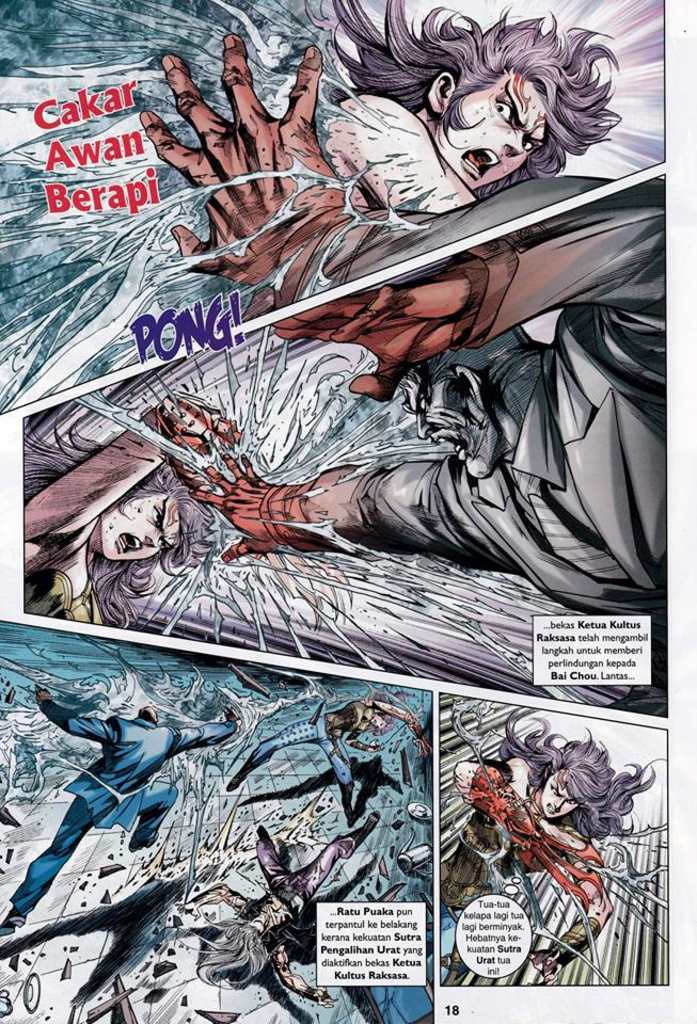 Cakar
Awan
Berapi
PONG!
...bekas Ketua Kultus
Raksasa telah mengambil
langkah untuk memberi
perlindungan kepada
Bai Chou. Lantas...
...Ratu Puaka pun
terpantul ke belakang
kerana kekuatan Sutra
Pengalihan Urat yang
diaktifkan bekas Ketua
Kultus Raksasa.
Tua-tua
kelapa lagi tua
lagi berminyak.
Hebatnya ke-
kuatan Sutra
Urat tua
ini!
18